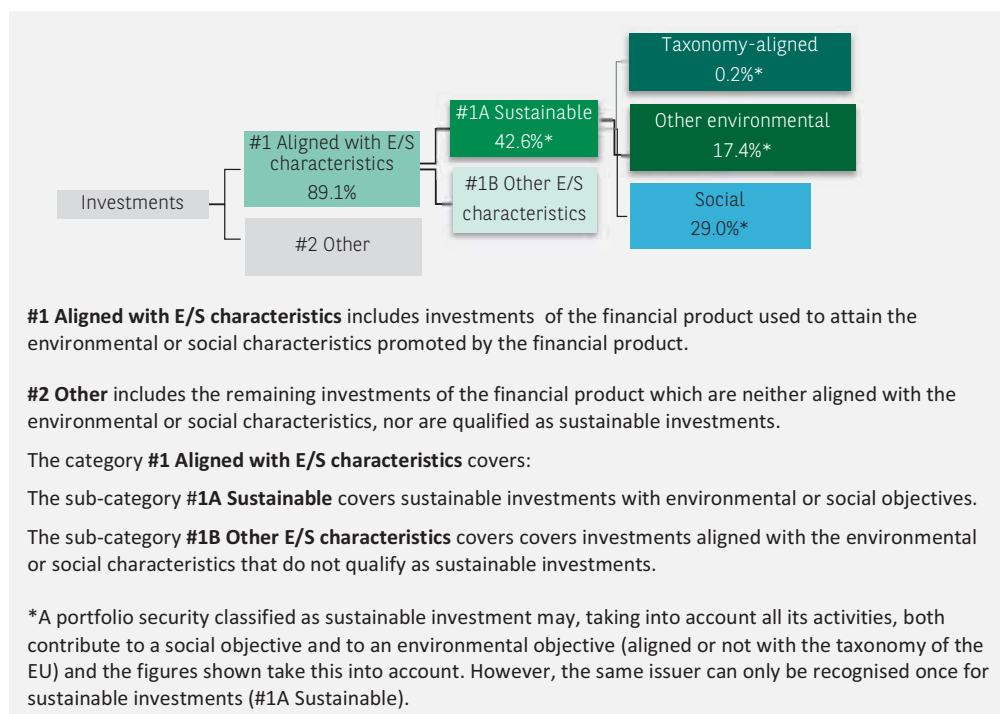 Taxonomy-aligned
0.2%*
#1A Sustainable
42.6%*
Other environmental
17.4%*
#1 Aligned with E/S
characteristics
89.1%
#1B Other E/S
characteristics
Investments
Social
29.0%*
#2 Other
#1 Aligned with E/S characteristics includes investments of the financial product used to attain the
environmental or social characteristics promoted by the financial product.
#2 Other includes the remaining investments of the financial product which are neither aligned with the
environmental or social characteristics, nor are qualified as sustainable investments.
The category #1 Aligned with E/S characteristics covers:
The sub-category #1A Sustainable covers sustainable investments with environmental or social objectives.
The sub-category #1B Other E/S characteristics covers covers investments aligned with the environmental
or social characteristics that do not qualify as sustainable investments.
*A portfolio security classified as sustainable investment may, taking into account all its activities, both
contribute to a social objective and to an environmental objective (aligned or not with the taxonomy of the
EU) and the figures shown take this into account. However, the same issuer can only be recognised once for
sustainable investments (#1A Sustainable).